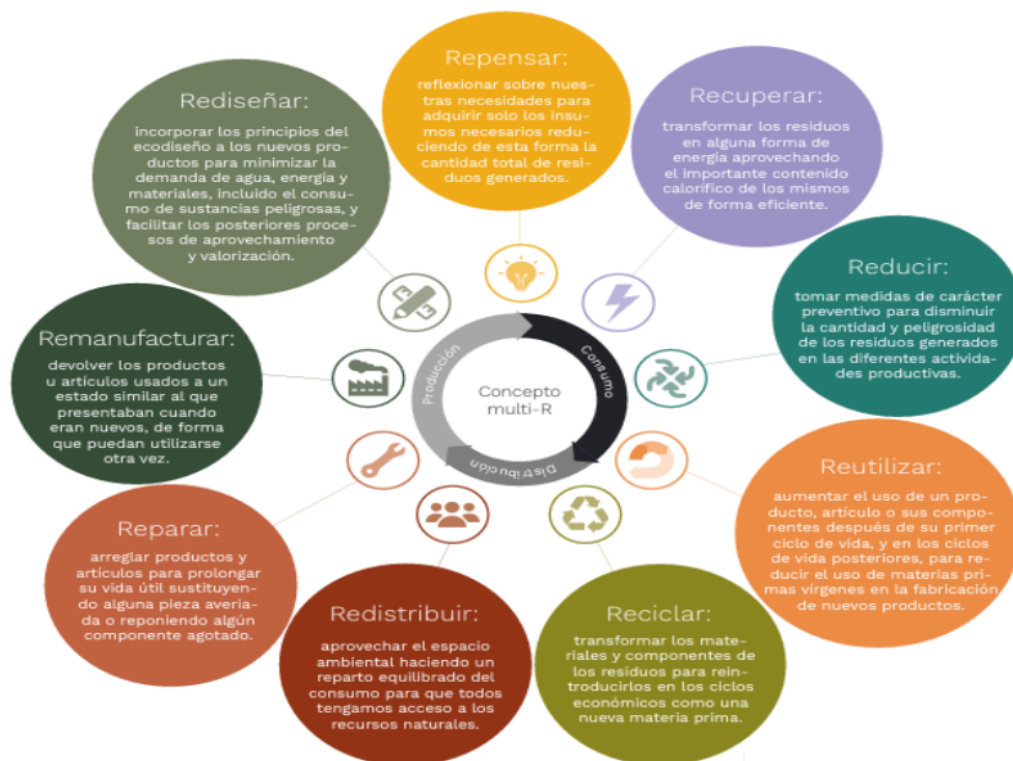 Repensar:
reflexionar sobre nues-
tras necesidades para
adquirir solo los insu-
mos necesarios redu-
ciendo de esta forma la
cantidad total de resi-
duos generados.
Recuperar:
transformar los residuos
en alguna forma de
energía aprovechando
el importante contenido
calorífico de los mismos
de forma eficiente.
Reducir:
tomar medidas de carácter
preventivo para disminuir
la cantidad y peligrosidad
de los residuos generados
en las diferentes activida-
des productivas.
Reutilizar:
aumentar el uso de un pro-
ducto, artículo o sus compo-
nentes después de su primer
ciclo de vida, y en los ciclos
de vida posteriores, para re-
ducir el uso de materias pri-
mas vírgenes en la fabricación
de nuevos productos.
Reciclar:
transformar los mate-
riales y componentes de
los residuos para rein-
troducirlos en los ciclos
económicos como una
nueva materia prima.
Redistribuir:
aprovechar el espacio
ambiental haciendo un
reparto equilibrado del
consumo para que todos
tengamos acceso a los
recursos naturales.
Reparar:
arreglar productos y
artículos para prolongar
su vida útil sustituyen-
do alguna pieza averia-
da o reponiendo algún
componente agotado.
Remanufacturar:
devolver los productos
u artículos usados a un
estado similar al que
presentaban cuando
eran nuevos, de forma
que puedan utilizarse
otra vez.
Rediseñar:
incorporar los principios del
ecodiseño a los nuevos pro-
ductos para minimizar la
demanda de agua, energía y
materiales, incluido el consu-
mo de sustancias peligrosas, y
facilitar los posteriores proce-
sos de aprovechamiento
y valorización.
Producción
Consumo
Distribución
Concepto
multi-R